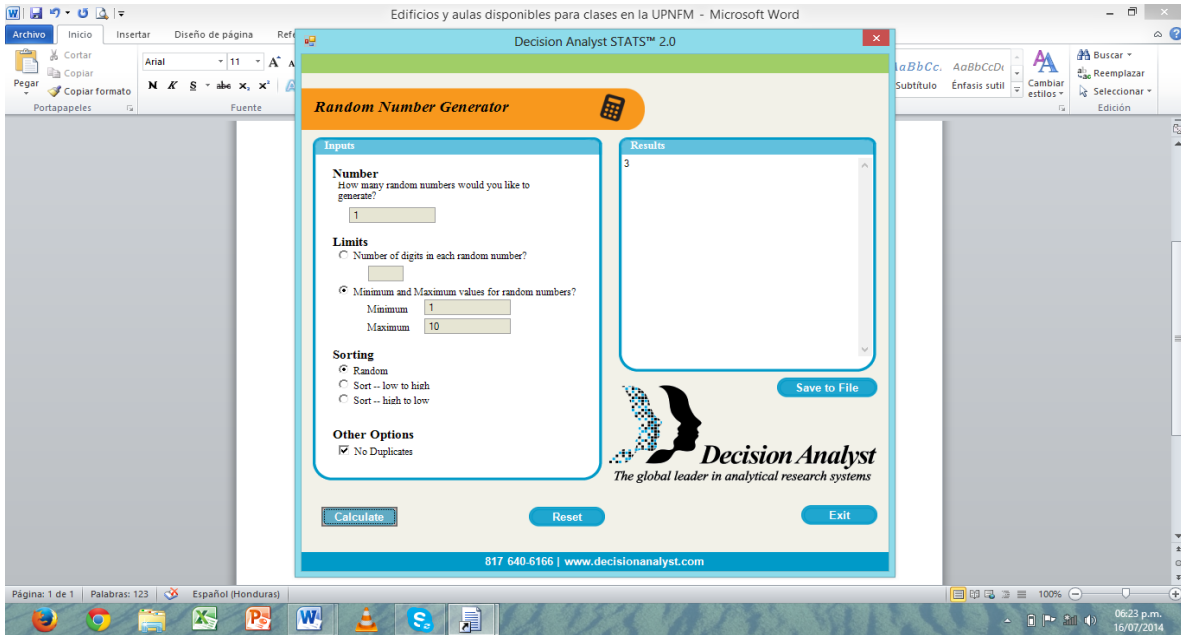 Edificios y aulas disponibles para clases en la UPNFM - Microsoft Word
Archivo Inicio Insertar Diseño de página Refe
Pegar
Cortar
Copiar
Copiar formato
Portapapeles
Arial 11
N K S abc x₂ x²
Fuente
AaBbCc. AaBbCcDc
Subtítulo Énfasis sutil
Cambiar estilos
Buscar
Reemplazar
Seleccionar
Edición
Decision Analyst STATS™ 2.0
Random Number Generator
Inputs
Number
How many random numbers would you like to
generate?
1
Limits
Number of digits in each random number?
Minimum and Maximum values for random numbers?
Minimum 1
Maximum 10
Sorting
Random
Sort -- low to high
Sort -- high to low
Other Options
No Duplicates
Results
3
Save to File
Decision Analyst
The global leader in analytical research systems
Calculate Reset Exit
817 640-6166 | www.decisionanalyst.com
Página: 1 de 1 Palabras: 123 Español (Honduras) 100%
06:23 p.m.
16/07/2014